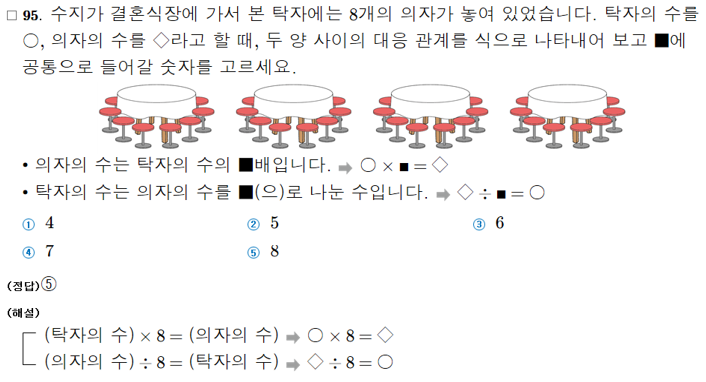 □ 95. 수지가 결혼식장에 가서 본 탁자에는 8개의 의자가 놓여 있었습니다. 탁자의 수를
○, 의자의 수를 ◇라고 할 때, 두 양 사이의 대응 관계를 식으로 나타내어 보고 ■에
공통으로 들어갈 숫자를 고르세요.
• 의자의 수는 탁자의 수의 ■배입니다. ➡ ○ × ■ = ◇
• 탁자의 수는 의자의 수를 ■(으)로 나눈 수입니다. ➡ ◇ ÷ ■ = ○
① 4 ② 5 ③ 6
④ 7 ⑤ 8
(정답)⑤
(해설)
(탁자의 수) × 8 = (의자의 수) ➡ ○ × 8 = ◇
(의자의 수) ÷ 8 = (탁자의 수) ➡ ◇ ÷ 8 = ○